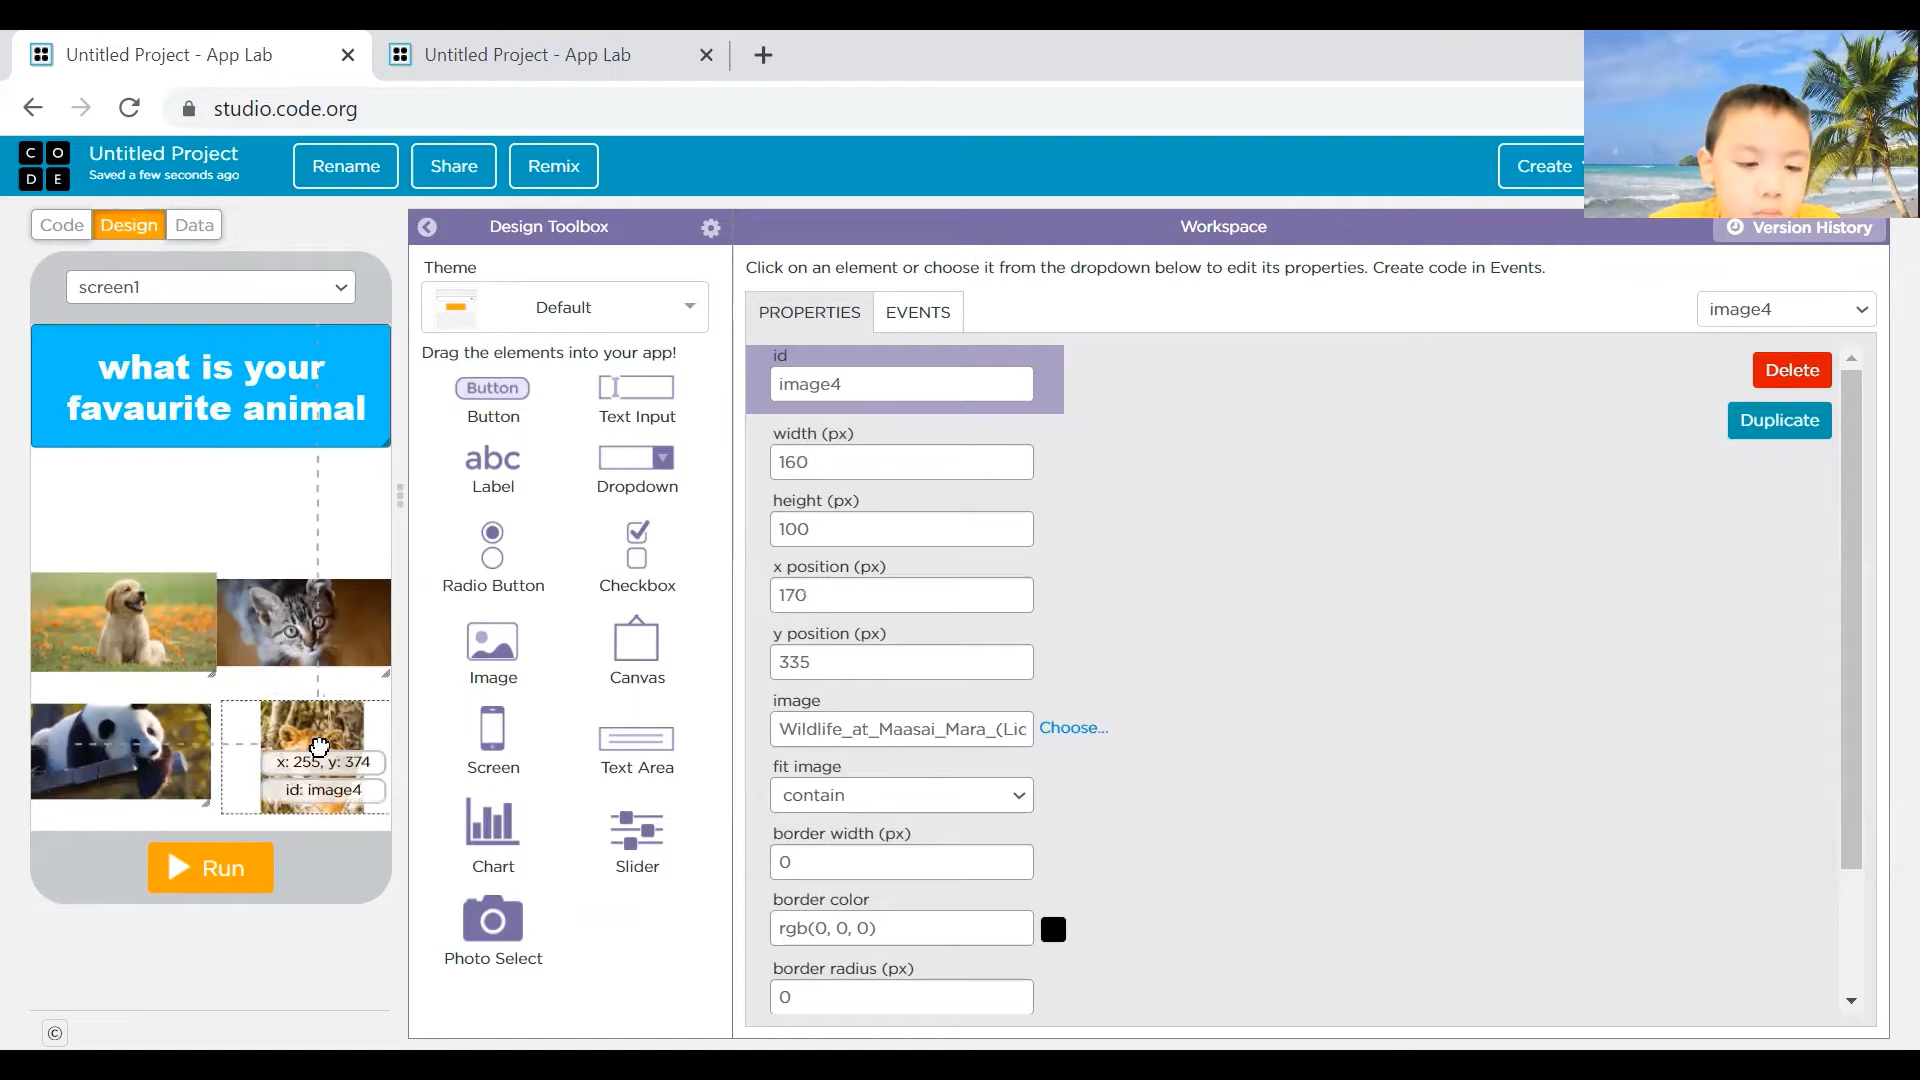 Untitled Project - App Lab
Untitled Project - App Lab
studio.code.org
C O D E
Untitled Project
Saved a few seconds ago
Rename
Share
Remix
Create
Code
Design
Data
Design Toolbox
Workspace
Version History
screen1
what is your
favaurite animal
x: 255, y: 374
id: image4
Run
©
Theme
Default
Drag the elements into your app!
Button
Button
Text Input
abc
Label
Dropdown
Radio Button
Checkbox
Image
Canvas
Screen
Text Area
Chart
Slider
Photo Select
Click on an element or choose it from the dropdown below to edit its properties. Create code in Events.
PROPERTIES
EVENTS
image4
id
image4
Delete
Duplicate
width (px)
160
height (px)
100
x position (px)
170
y position (px)
335
image
Wildlife_at_Maasai_Mara_(Lic
Choose...
fit image
contain
border width (px)
0
border color
rgb(0, 0, 0)
border radius (px)
0